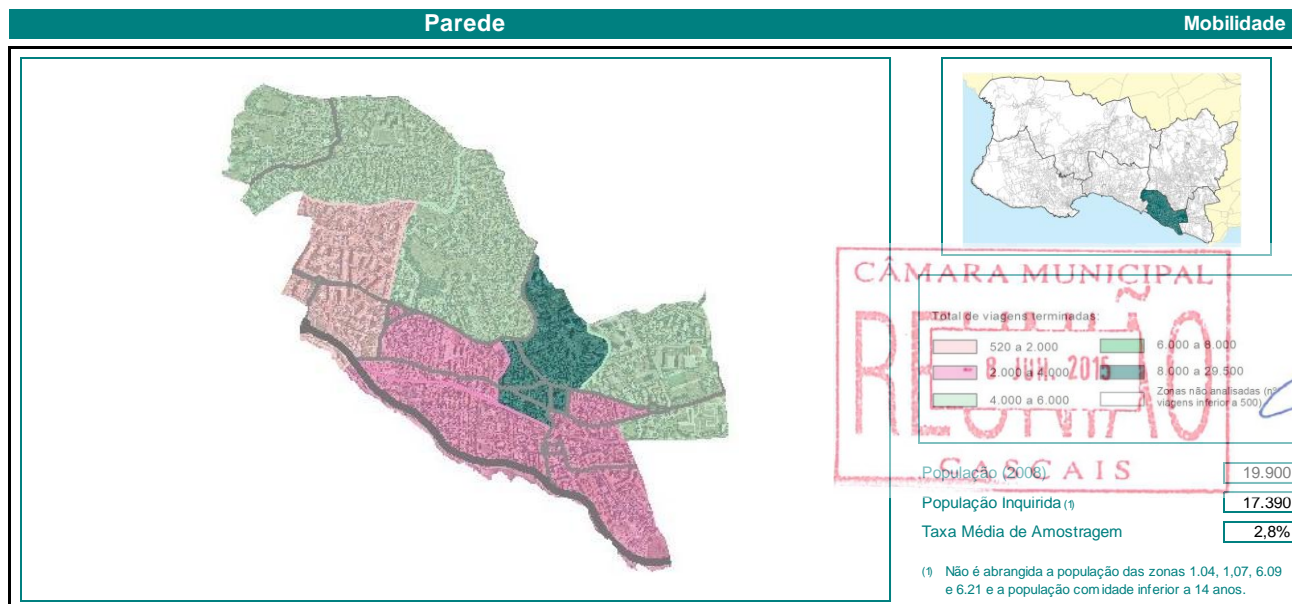 Parede
Mobilidade
CÂMARA MUNICIPAL
REUNIÃO
8 JUN. 2015
CASCAIS
Total de viagens terminadas:
520 a 2.000
2.000 a 4.000
4.000 a 6.000
6.000 a 8.000
8.000 a 29.500
Zonas não analisadas (nº
viagens inferior a 500)
População (2008) 19.900
População Inquirida (1) 17.390
Taxa Média de Amostragem 2,8%
(1) Não é abrangida a população das zonas 1.04, 1,07, 6.09
e 6.21 e a população com idade inferior a 14 anos.